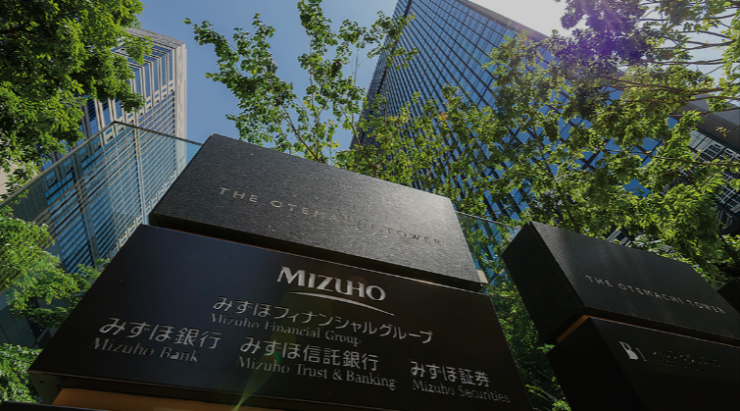 THE OTEMACHI TOWER
MIZUHO
みずほフィナンシャルグループ
Mizuho Financial Group
みずほ銀行 みずほ信託銀行 みずほ証券
Mizuho Bank Mizuho Trust & Banking Mizuho Securities
THE OTEMACHI TOWER